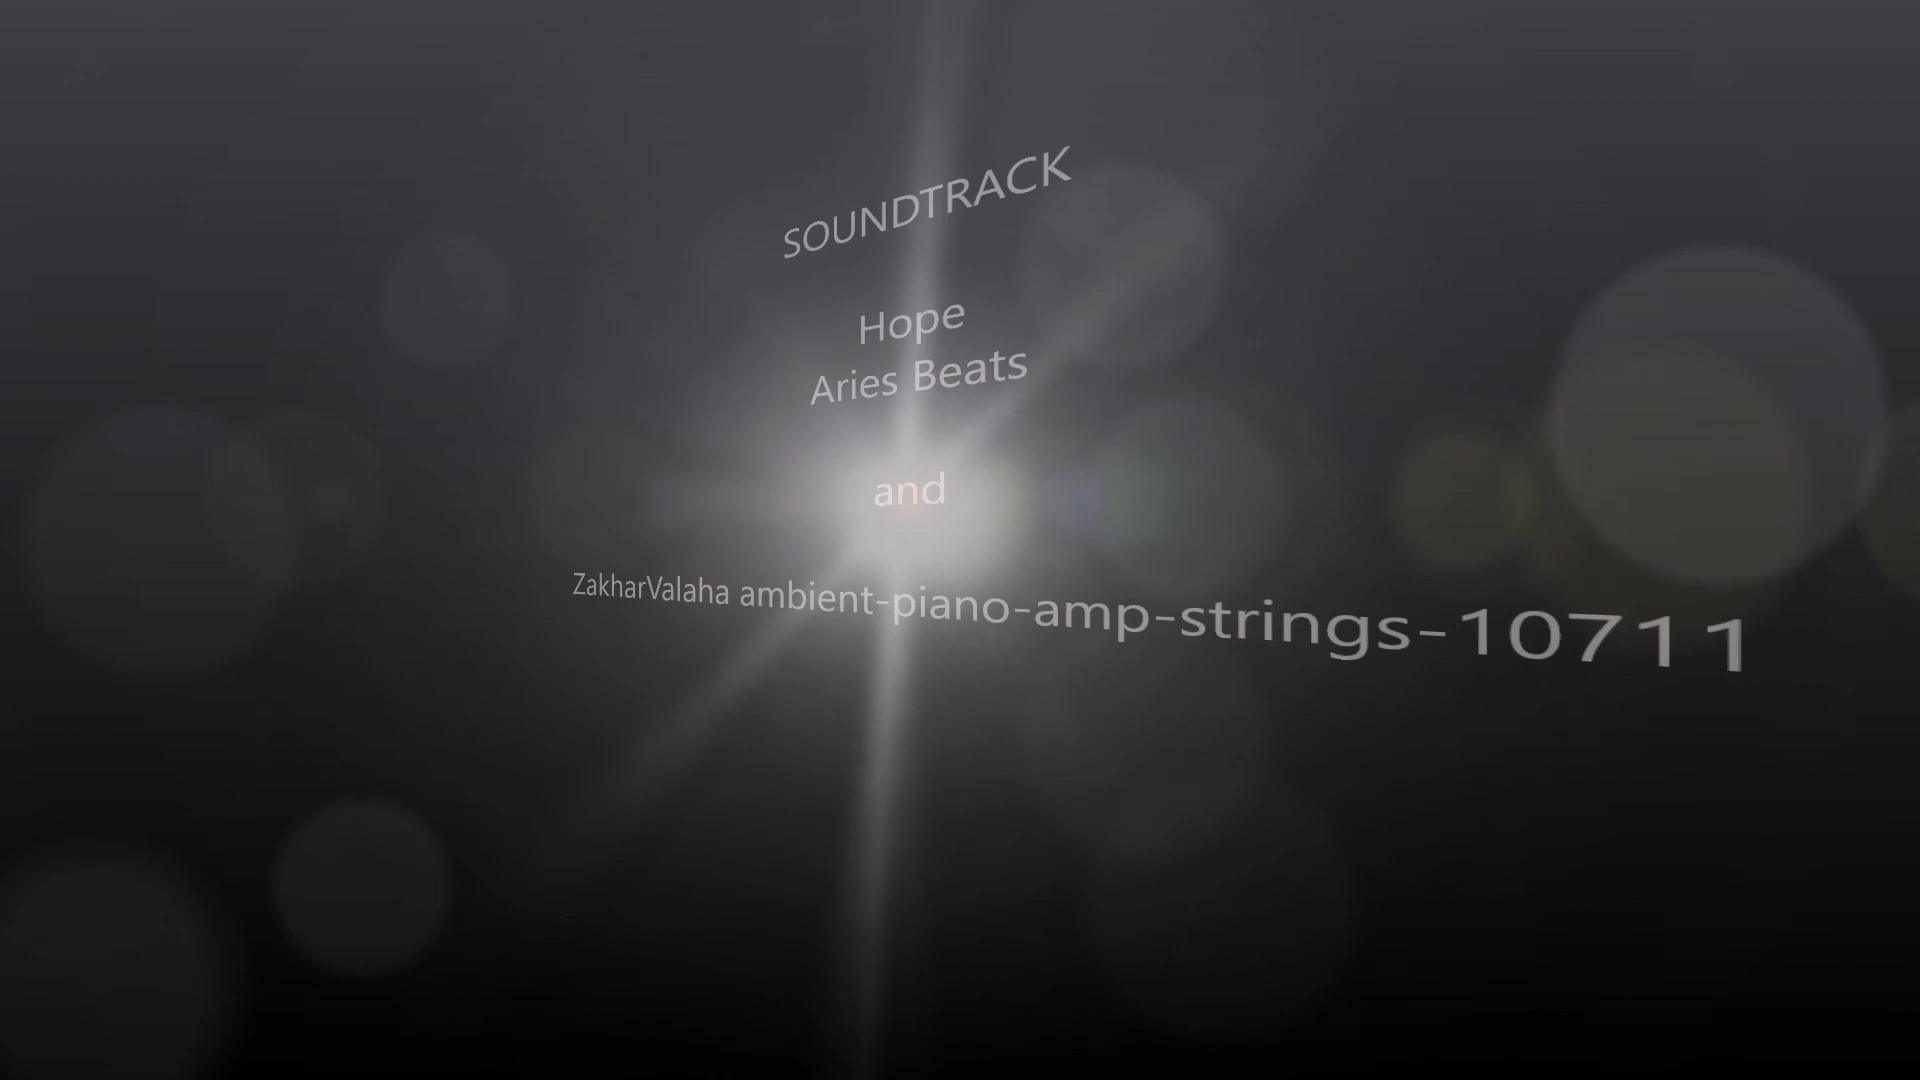 SOUNDTRACK
Hope
Aries Beats
and
ZakharValaha ambient-piano-amp-strings-10711